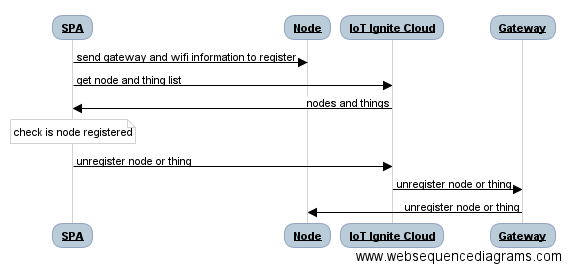 SPA
Node
IoT Ignite Cloud
Gateway
send gateway and wifi information to register
get node and thing list
nodes and things
check is node registered
unregister node or thing
unregister node or thing
unregister node or thing
SPA
Node
IoT Ignite Cloud
Gateway
www.websequencediagrams.com